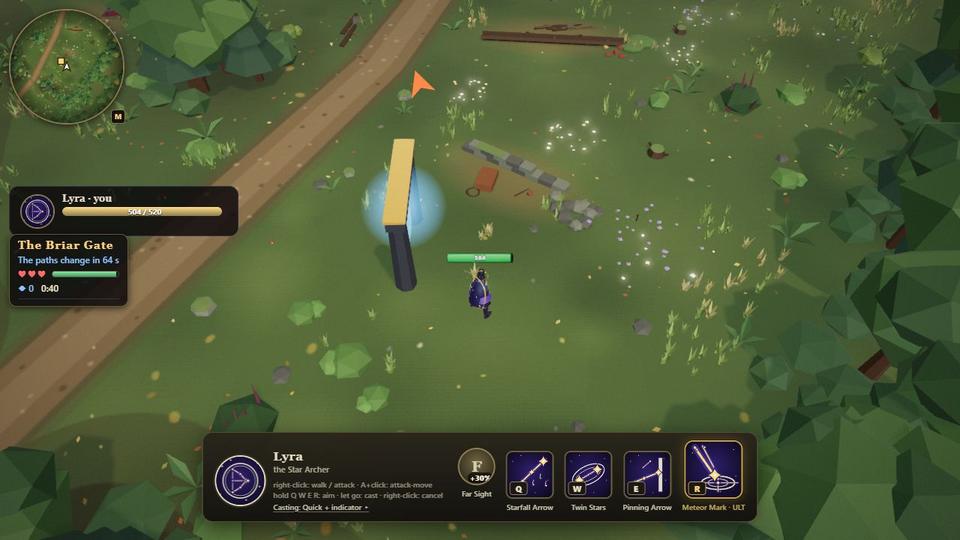 M
Lyra · you
504 / 520
The Briar Gate
The paths change in 64 s
0 0:40
504
Lyra
the Star Archer
right-click: walk / attack · A+click: attack-move
hold Q W E R: aim · let go: cast · right-click: cancel
Casting: Quick + indicator
F
+30%
Far Sight
Q
Starfall Arrow
W
Twin Stars
E
Pinning Arrow
R
Meteor Mark · ULT